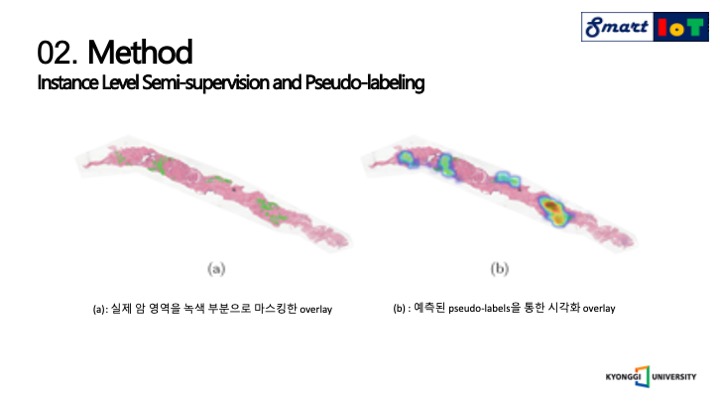 Smart IoT
02. Method
Instance Level Semi-supervision and Pseudo-labeling
(a)
(b)
(a): 실제 암 영역을 녹색 부분으로 마스킹한 overlay
(b) : 예측된 pseudo-labels을 통한 시각화 overlay
KYONGGI UNIVERSITY